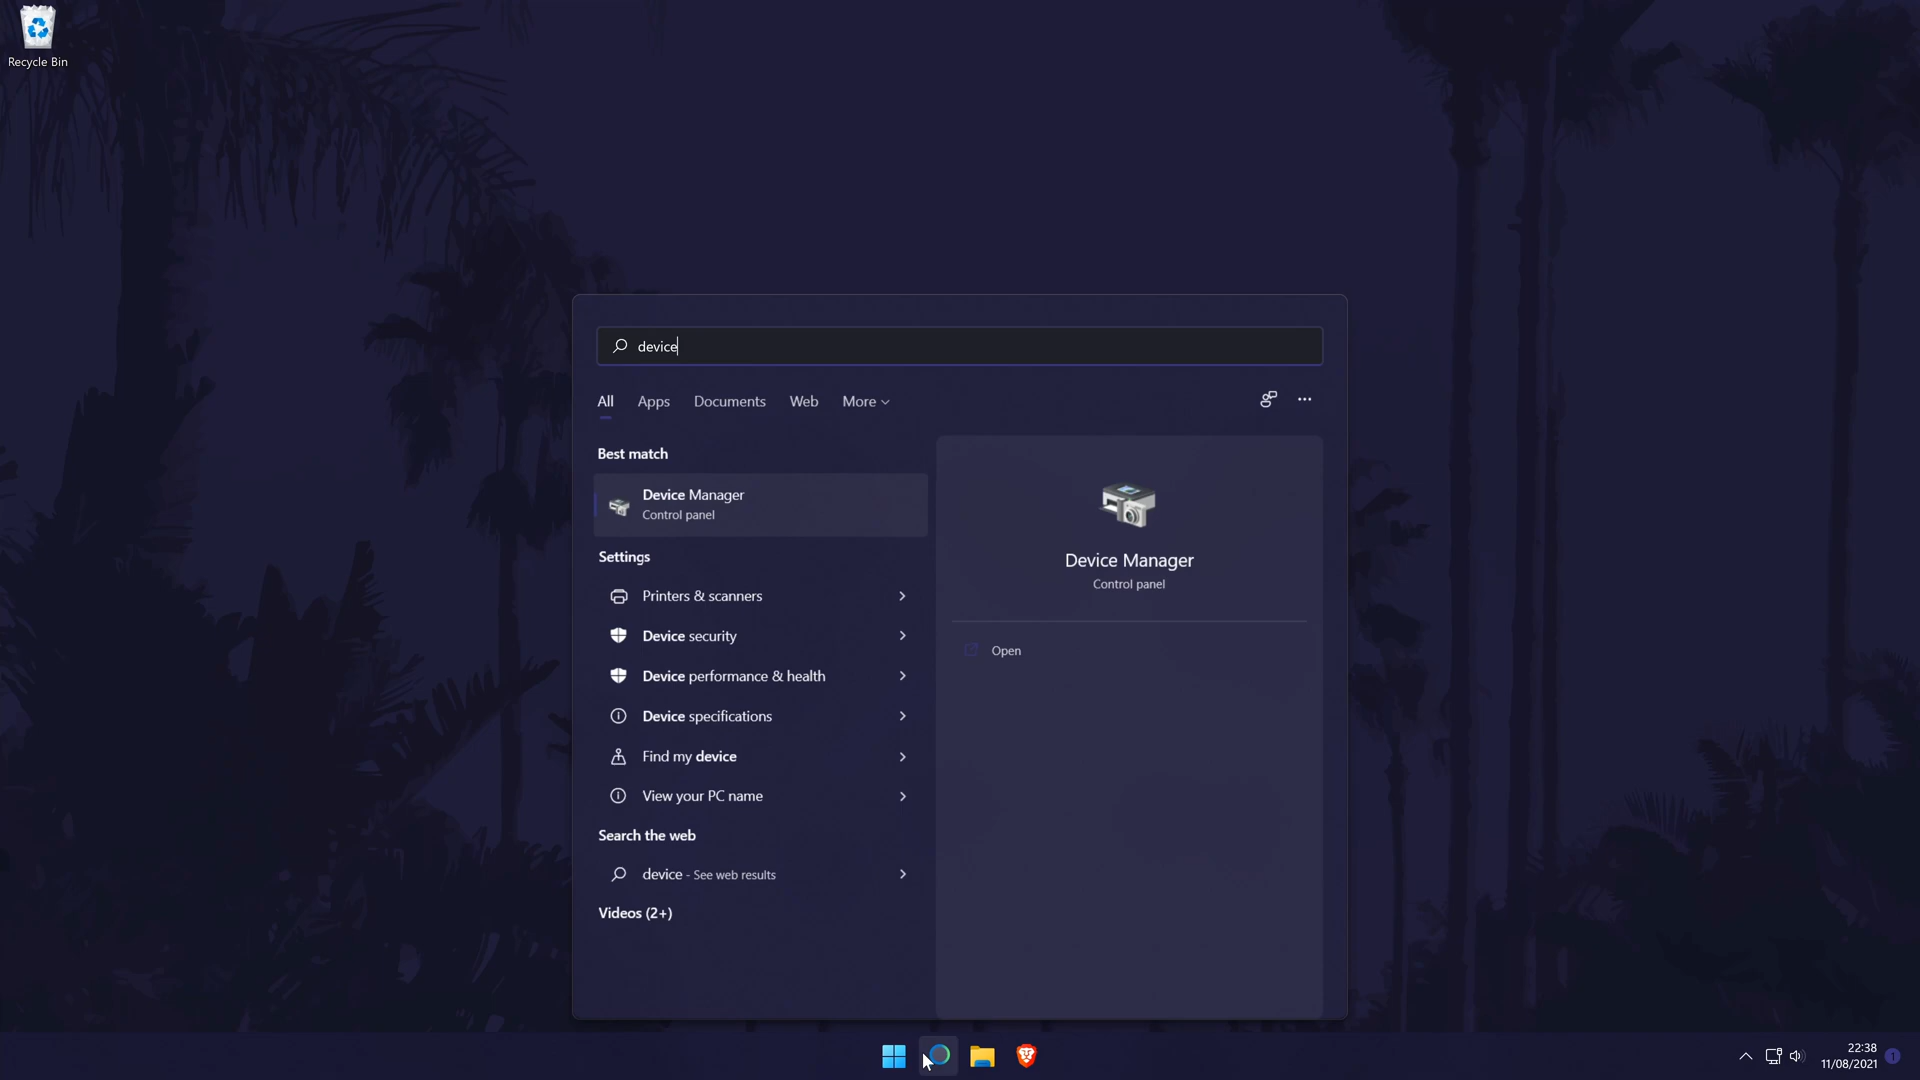 Recycle Bin
device
All Apps Documents Web More
Best match
Device Manager
Control panel
Settings
Printers & scanners
Device security
Device performance & health
Device specifications
Find my device
View your PC name
Search the web
device - See web results
Videos (2+)
Device Manager
Control panel
Open
22:38
11/08/2021
1